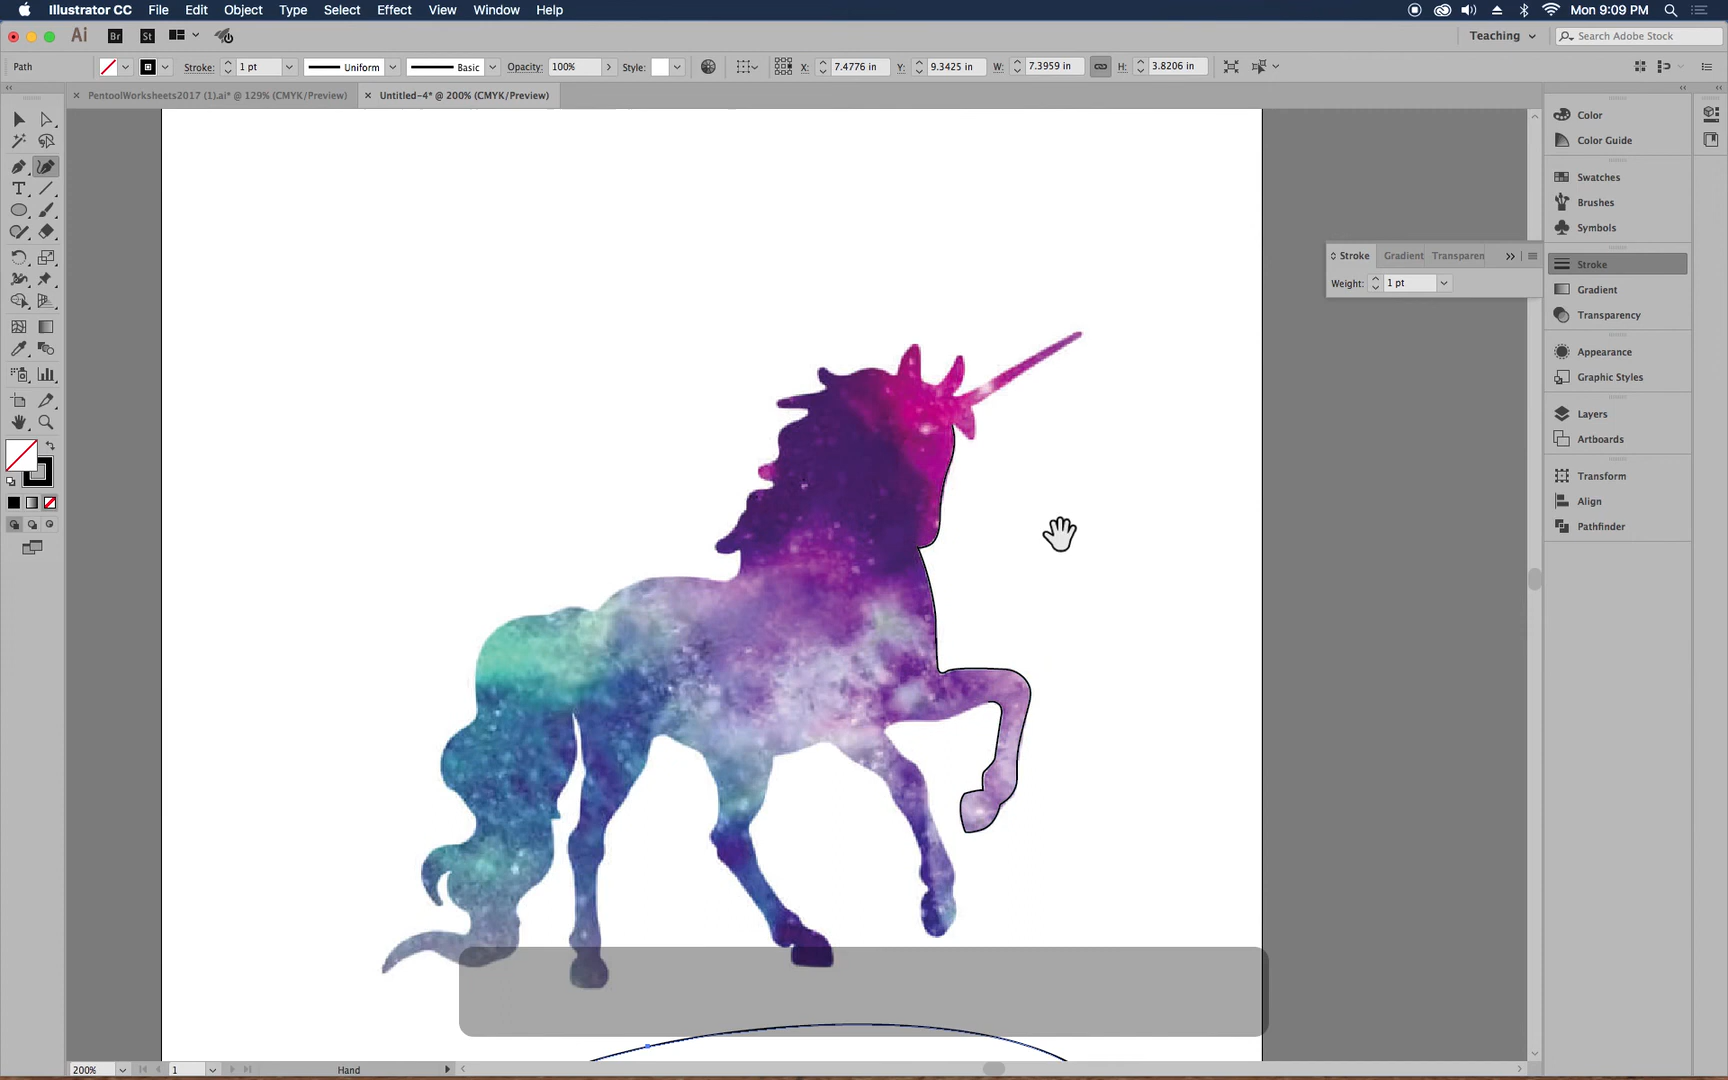 Illustrator CC File Edit Object Type Select Effect View Window Help Mon 9:09 PM
Ai Br St Teaching Search Adobe Stock
Path Stroke: 1 pt Uniform Basic Opacity: 100% Style: X: 7.4776 in Y: 9.3425 in W: 7.3959 in H: 3.8206 in
PentoolWorksheets2017 (1).ai* @ 129% (CMYK/Preview) Untitled-4* @ 200% (CMYK/Preview)
Color
Color Guide
Swatches
Brushes
Symbols
Stroke Gradient Transparen
Weight: 1 pt
Stroke
Gradient
Transparency
Appearance
Graphic Styles
Layers
Artboards
Transform
Align
Pathfinder
200% 1 Hand